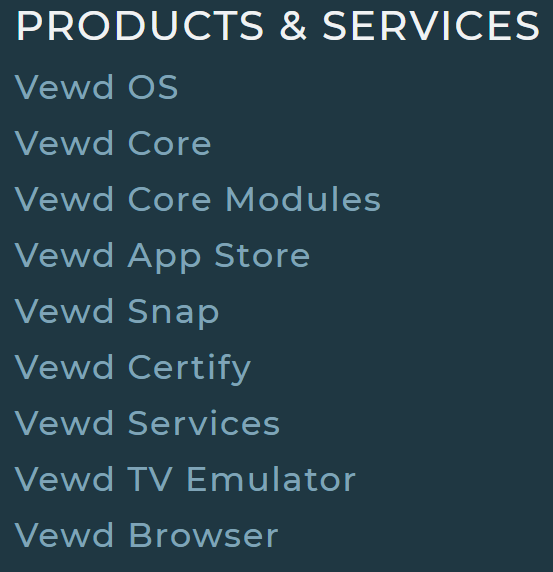 PRODUCTS & SERVICES
Vewd OS
Vewd Core
Vewd Core Modules
Vewd App Store
Vewd Snap
Vewd Certify
Vewd Services
Vewd TV Emulator
Vewd Browser